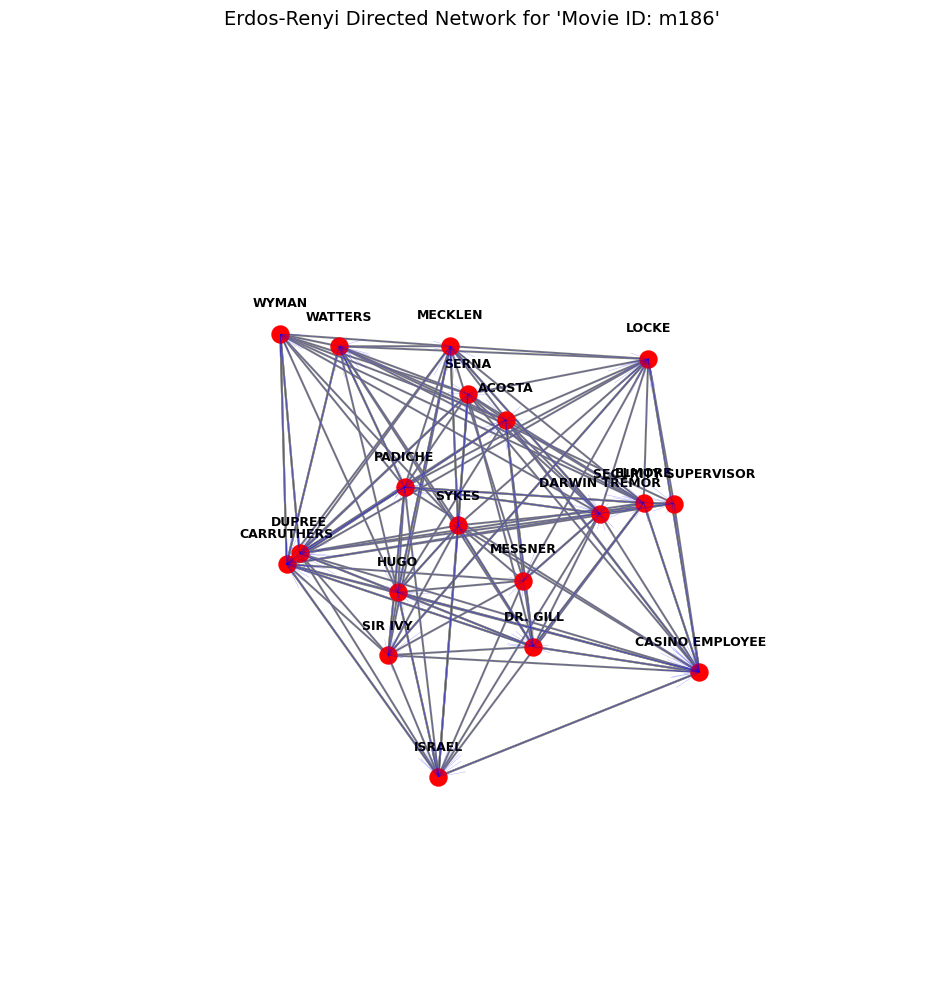 Erdos-Renyi Directed Network for 'Movie ID: m186'
WYMAN
WATTERS
MECKLEN
LOCKE
SERNA
ACOSTA
PADICHE
SECURITY SUPERVISOR
ELMORE
DARWIN TREMOR
SYKES
DUPREE
CARRUTHERS
MESSNER
HUGO
DR. GILL
SIR IVY
CASINO EMPLOYEE
ISRAEL